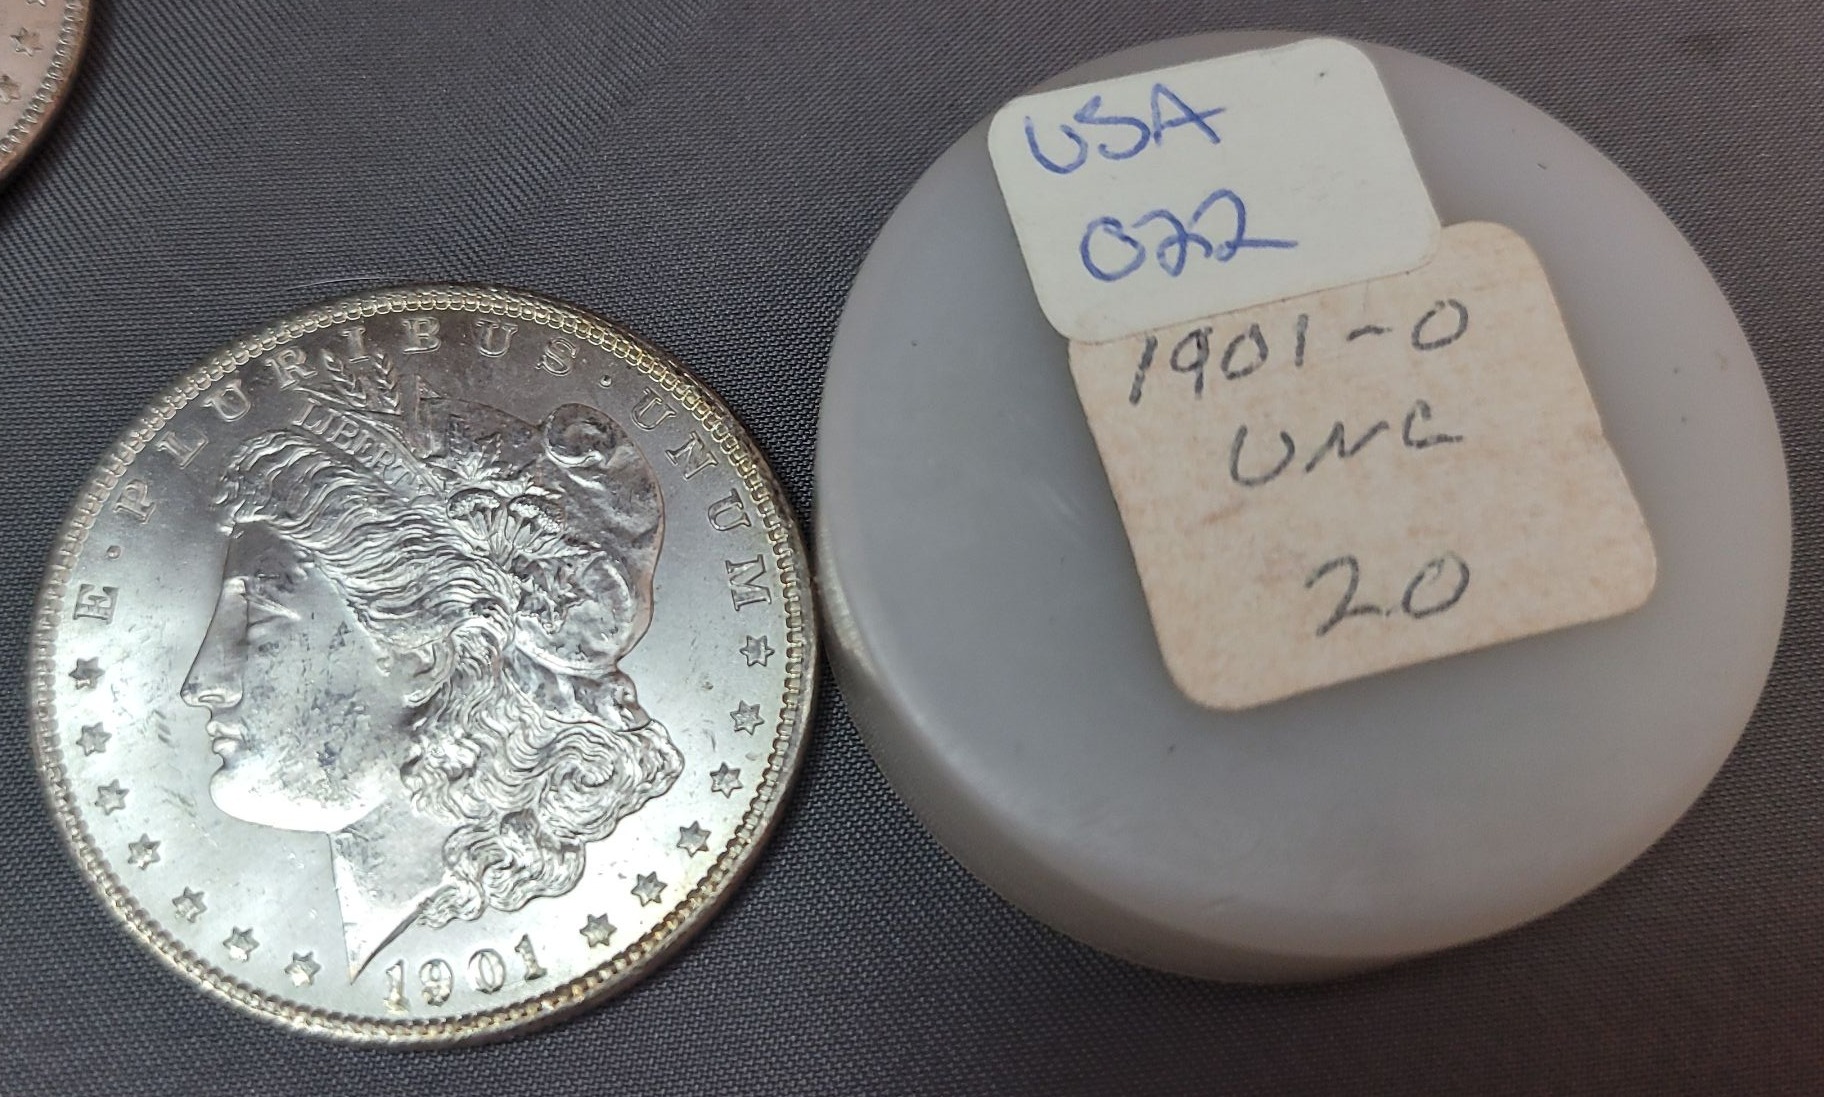 E · PLURIBUS · UNUM
LIBERTY
1901
USA
022
1901-O
UNC
20